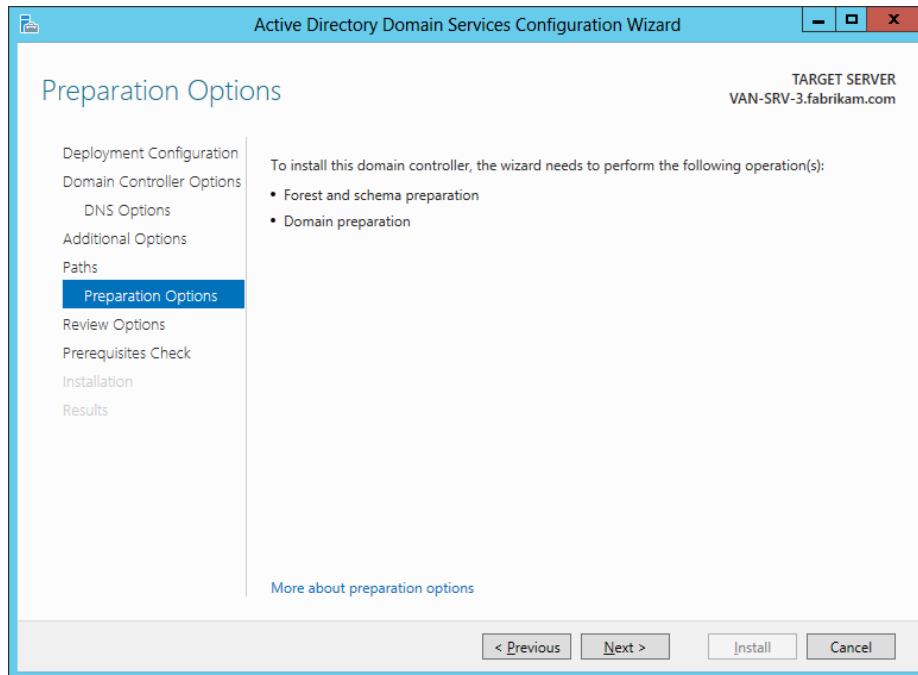 Active Directory Domain Services Configuration Wizard
Preparation Options
TARGET SERVER
VAN-SRV-3.fabrikam.com
Deployment Configuration
Domain Controller Options
DNS Options
Additional Options
Paths
Preparation Options
Review Options
Prerequisites Check
Installation
Results
To install this domain controller, the wizard needs to perform the following operation(s):
• Forest and schema preparation
• Domain preparation
More about preparation options
< Previous
Next >
Install
Cancel